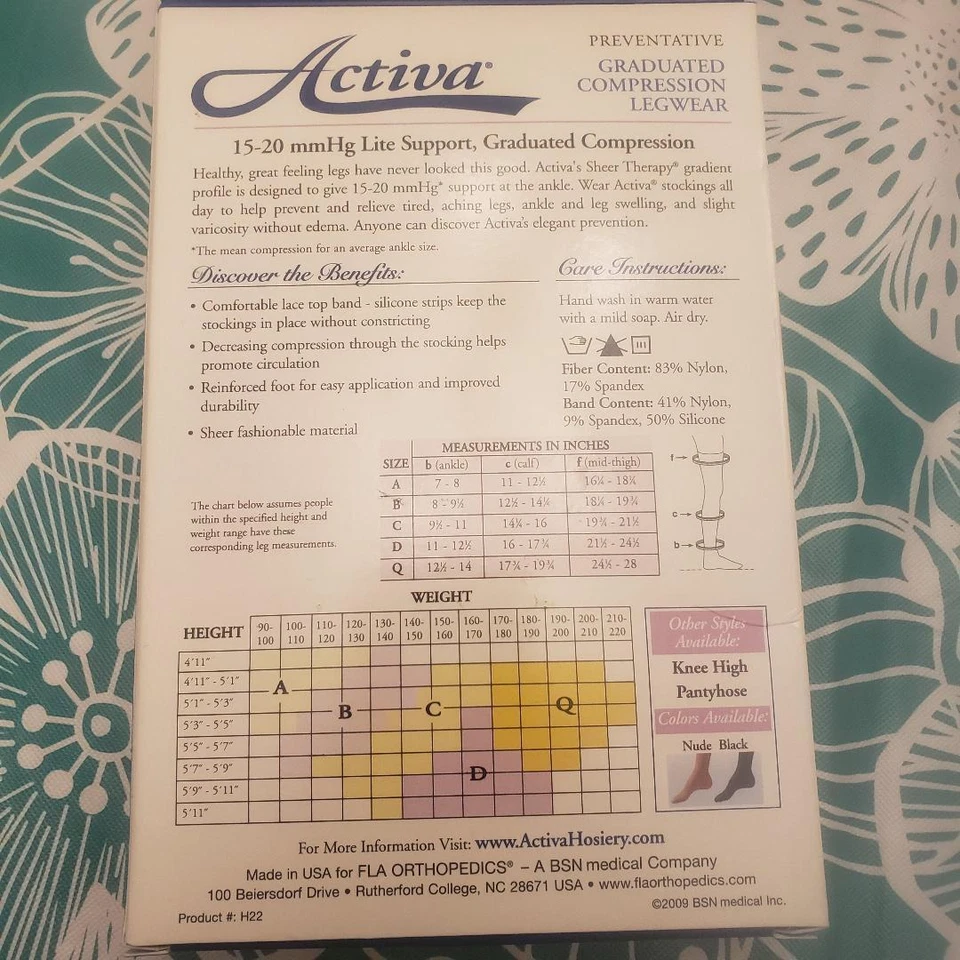 Activa®
PREVENTATIVE
GRADUATED
COMPRESSION
LEGWEAR
15-20 mmHg Lite Support, Graduated Compression
Healthy, great feeling legs have never looked this good. Activa's Sheer Therapy® gradient
profile is designed to give 15-20 mmHg* support at the ankle. Wear Activa® stockings all
day to help prevent and relieve tired, aching legs, ankle and leg swelling, and slight
varicosity without edema. Anyone can discover Activa's elegant prevention.
*The mean compression for an average ankle size.
Discover the Benefits:
• Comfortable lace top band - silicone strips keep the
stockings in place without constricting
• Decreasing compression through the stocking helps
promote circulation
• Reinforced foot for easy application and improved
durability
• Sheer fashionable material
Care Instructions:
Hand wash in warm water
with a mild soap. Air dry.
Fiber Content: 83% Nylon,
17% Spandex
Band Content: 41% Nylon,
9% Spandex, 50% Silicone
The chart below assumes people
within the specified height and
weight range have these
corresponding leg measurements.
MEASUREMENTS IN INCHES
SIZE b (ankle) c (calf) f (mid-thigh)
A 7 - 8 11 - 12½
B 8 - 9½ 12½ - 14¼
C 9½ - 11 14¼ - 16
D 11 - 12½ 16 - 17¾ 21½ - 24½
Q 12½ - 14 17¾ - 19¾ 24½ - 28
f
c
b
WEIGHT
HEIGHT 90-100 100-110 110-120 120-130 130-140 140-150 150-160 160-170 170-180 180-190 190-200 200-210 210-220
4'11"
4'11" - 5'1"
5'1" - 5'3"
5'3" - 5'5"
5'5" - 5'7"
5'7" - 5'9"
5'9" - 5'11"
5'11"
A
B
C
Q
D
Other Styles
Available:
Knee High
Pantyhose
Colors Available:
Nude Black
For More Information Visit: www.ActivaHosiery.com
Made in USA for FLA ORTHOPEDICS® – A BSN medical Company
100 Beiersdorf Drive • Rutherford College, NC 28671 USA • www.flaorthopedics.com
Product #: H22
©2009 BSN medical Inc.